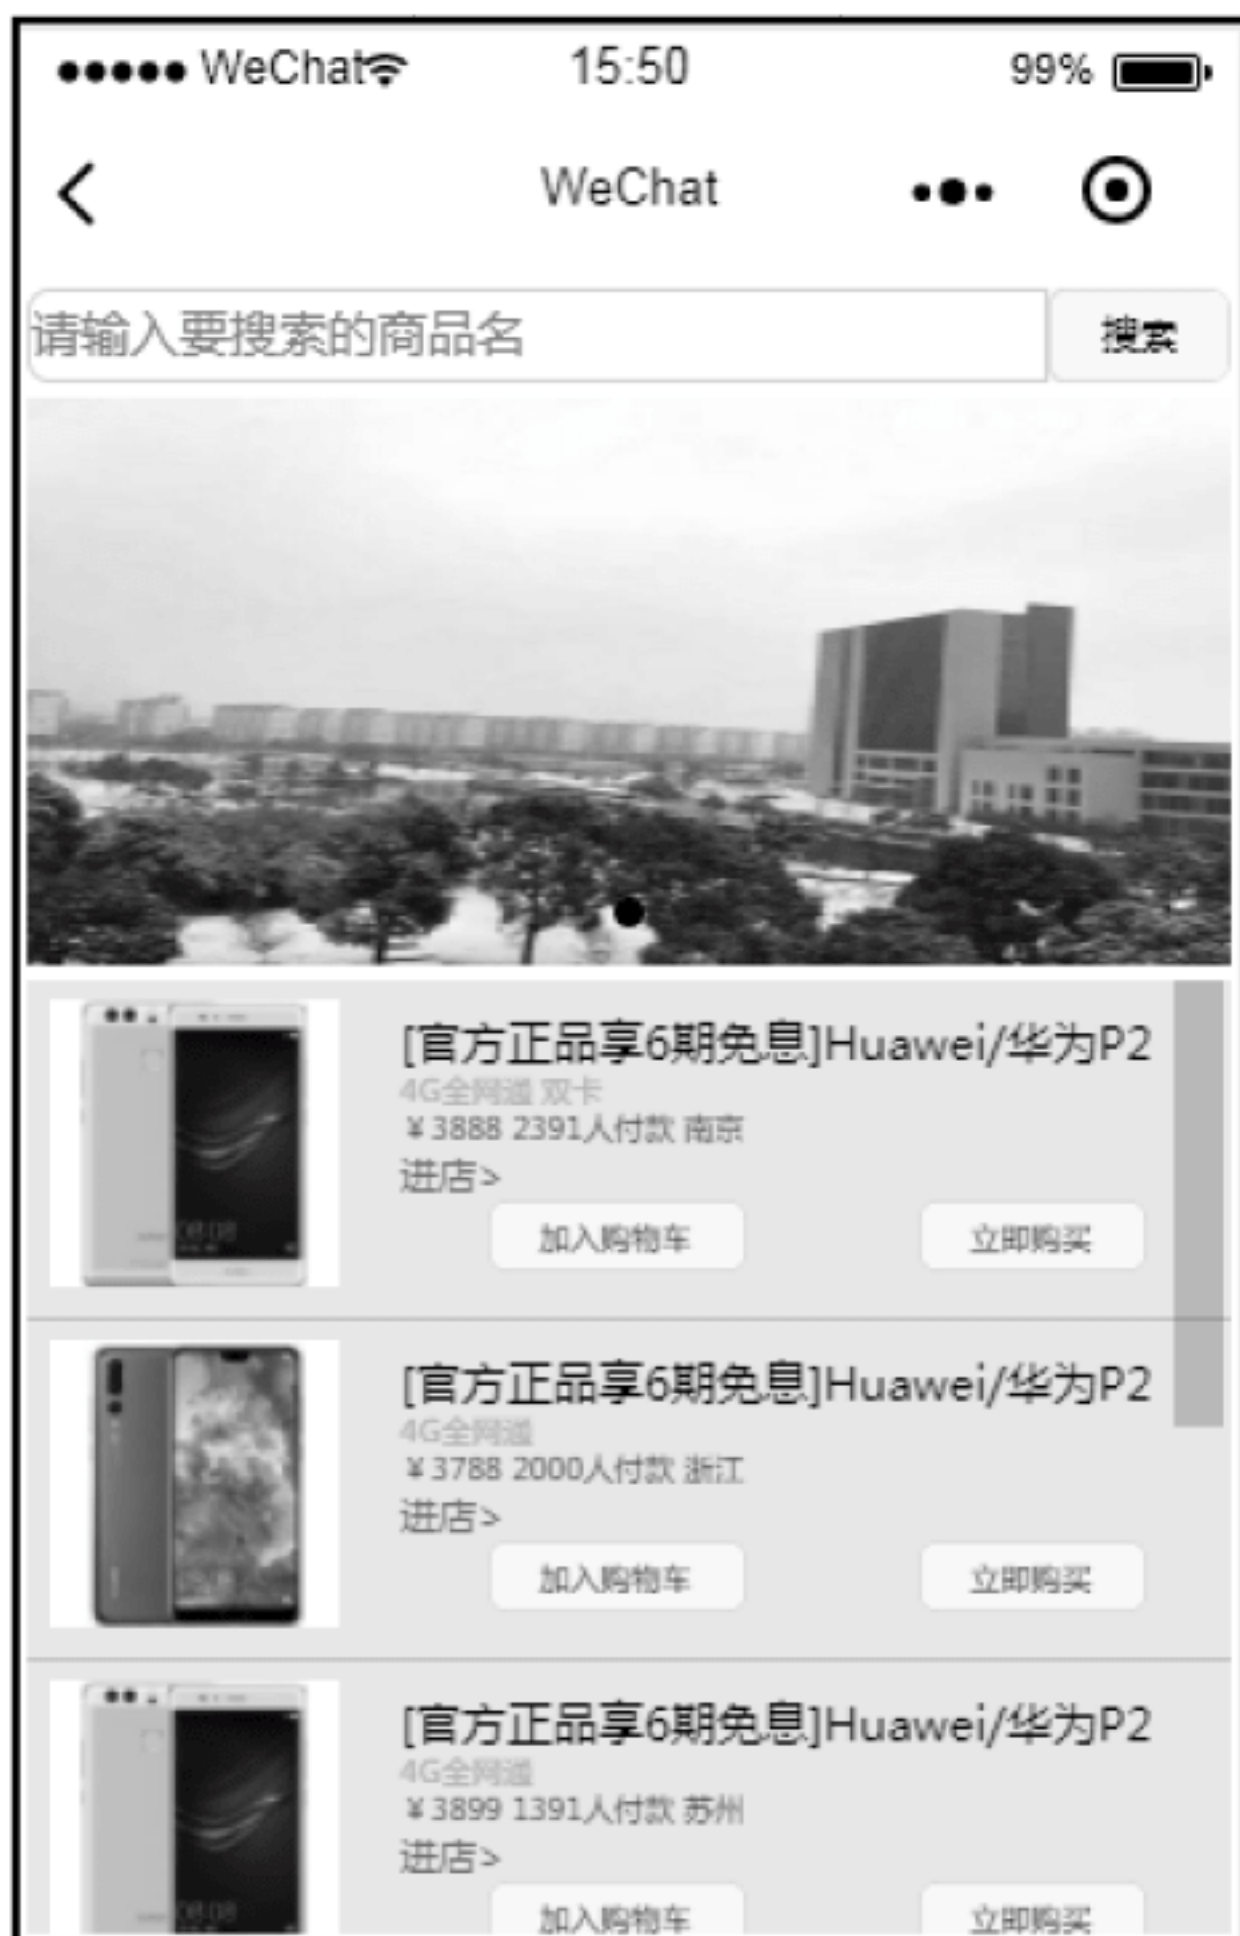 WeChat 15:50 99%
WeChat
请输入要搜索的商品名 搜索
[官方正品享6期免息]Huawei/华为P2
4G全网通 双卡
¥3888 2391人付款 南京
进店>
加入购物车 立即购买
[官方正品享6期免息]Huawei/华为P2
4G全网通
¥3788 2000人付款 浙江
进店>
加入购物车 立即购买
[官方正品享6期免息]Huawei/华为P2
4G全网通
¥3899 1391人付款 苏州
进店>
加入购物车 立即购买